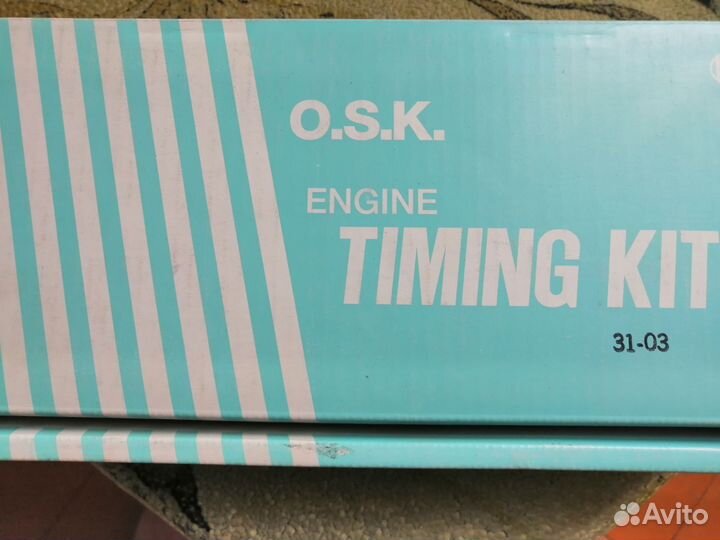 O.S.K.
ENGINE
TIMING KIT
31-03
Avito